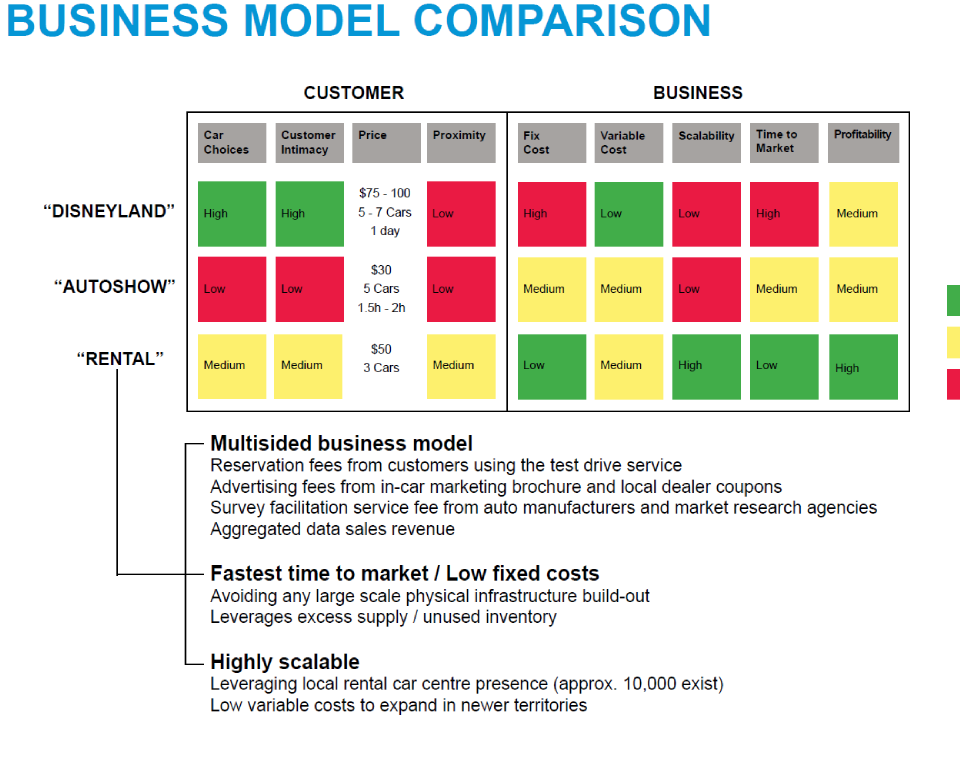 BUSINESS MODEL COMPARISON
CUSTOMER
BUSINESS
Car Choices
Customer Intimacy
Price
Proximity
Fix Cost
Variable Cost
Scalability
Time to Market
Profitability
“DISNEYLAND”
High
High
$75 - 100
5 - 7 Cars
1 day
Low
High
Low
Low
High
Medium
“AUTOSHOW”
Low
Low
$30
5 Cars
1.5h - 2h
Low
Medium
Medium
Low
Medium
Medium
“RENTAL”
Medium
Medium
$50
3 Cars
Medium
Low
Medium
High
Low
High
Multisided business model
Reservation fees from customers using the test drive service
Advertising fees from in-car marketing brochure and local dealer coupons
Survey facilitation service fee from auto manufacturers and market research agencies
Aggregated data sales revenue
Fastest time to market / Low fixed costs
Avoiding any large scale physical infrastructure build-out
Leverages excess supply / unused inventory
Highly scalable
Leveraging local rental car centre presence (approx. 10,000 exist)
Low variable costs to expand in newer territories